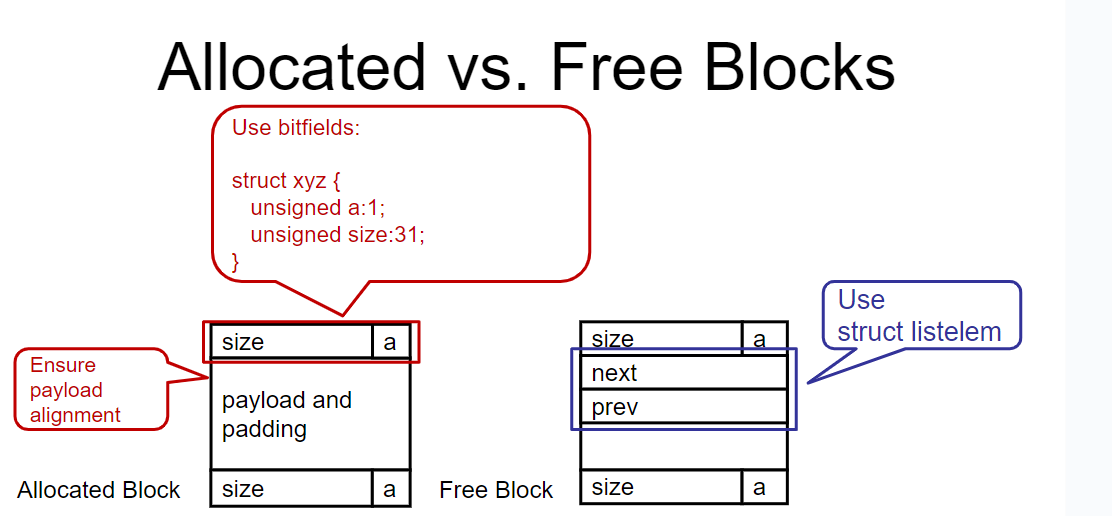 Allocated vs. Free Blocks
Use bitfields:
struct xyz {
unsigned a:1;
unsigned size:31;
}
Use
struct listelem
size a
size a
Ensure
payload
alignment
next
payload and
padding
prev
Allocated Block
size a
Free Block
size a